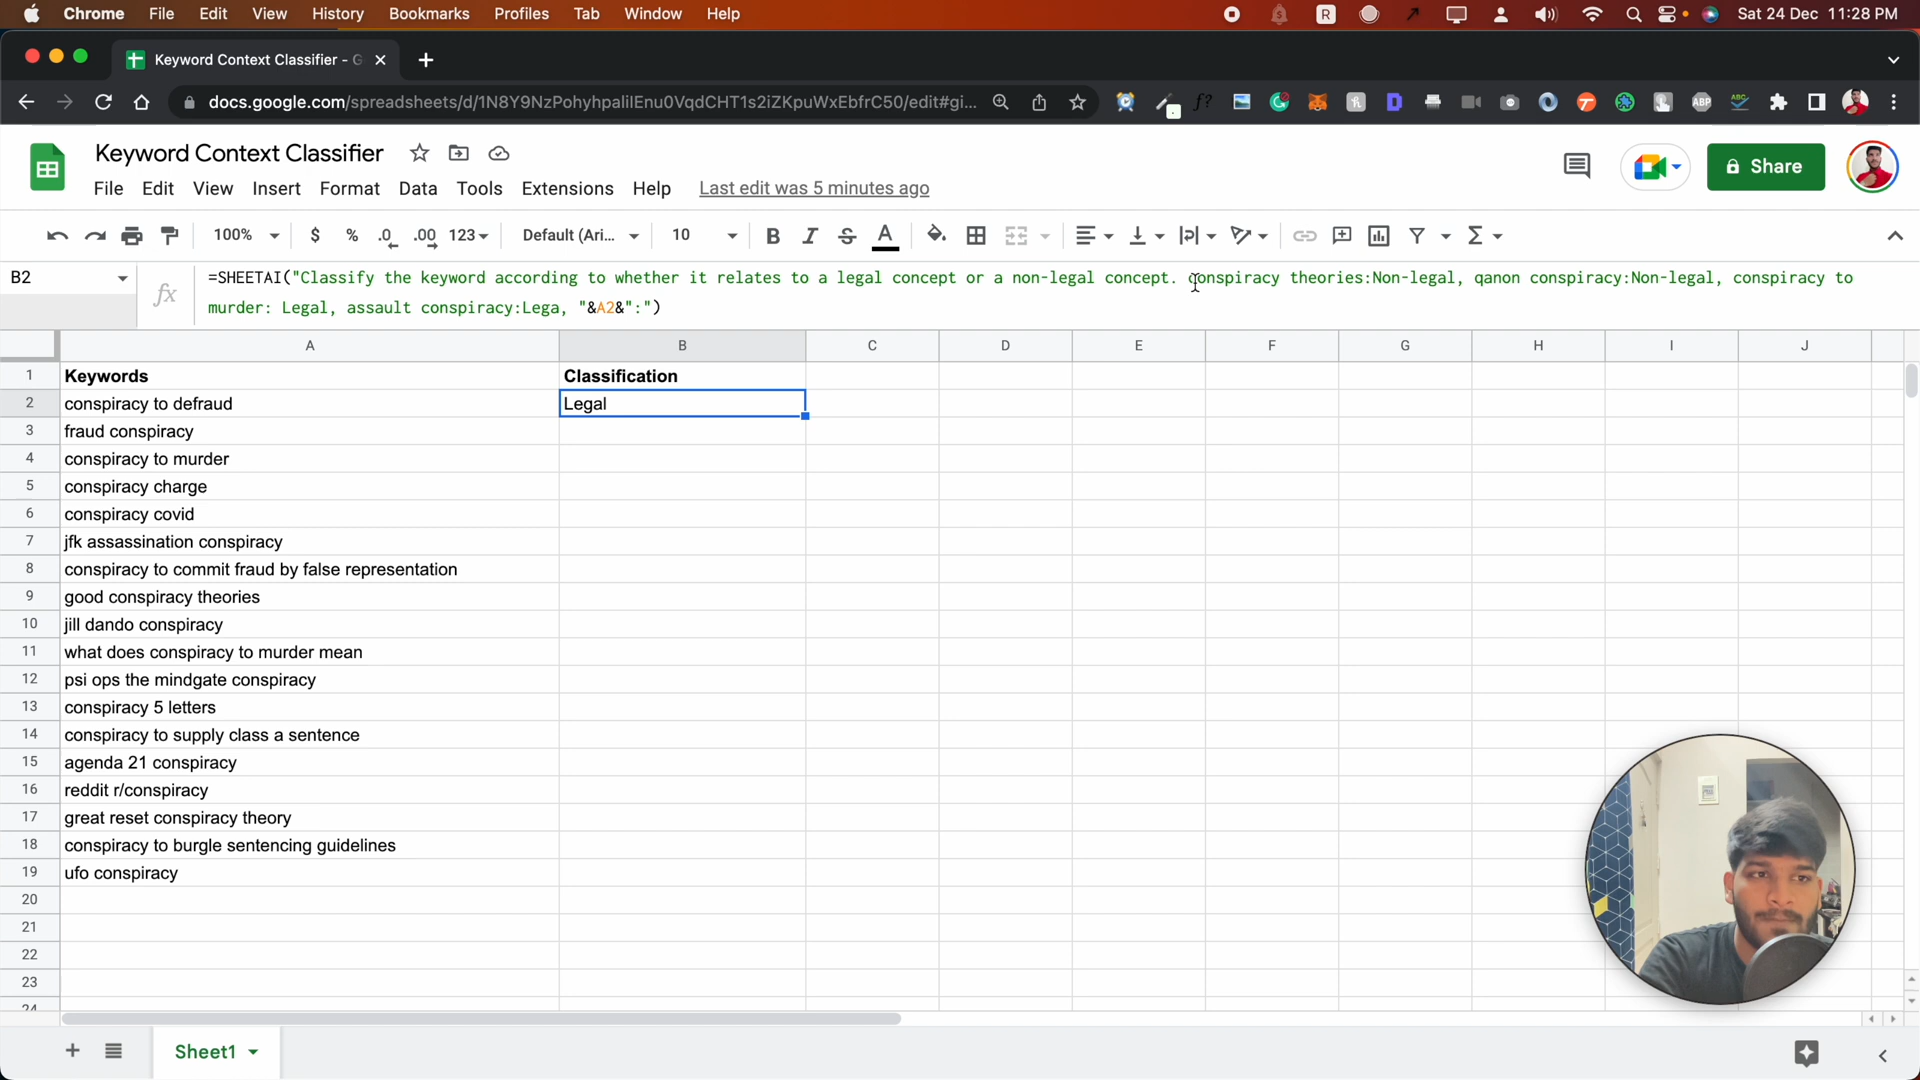 Chrome File Edit View History Bookmarks Profiles Tab Window Help
R
Sat 24 Dec 11:28 PM
Keyword Context Classifier - G
docs.google.com/spreadsheets/d/1N8Y9NzPohyhpaliIEnu0VqdCHT1s2iZKpuWxEbfrC50/edit#gi...
f?
ABP
ABC
Keyword Context Classifier
File Edit View Insert Format Data Tools Extensions Help Last edit was 5 minutes ago
Share
100% $ % .0 .00 123 Default (Ari... 10 B I S A
B2
fx
=SHEETAI("Classify the keyword according to whether it relates to a legal concept or a non-legal concept. conspiracy theories:Non-legal, qanon conspiracy:Non-legal, conspiracy to
murder: Legal, assault conspiracy:Lega, "&A2&":")
A B C D E F G H I J
1 Keywords Classification
2 conspiracy to defraud Legal
3 fraud conspiracy
4 conspiracy to murder
5 conspiracy charge
6 conspiracy covid
7 jfk assassination conspiracy
8 conspiracy to commit fraud by false representation
9 good conspiracy theories
10 jill dando conspiracy
11 what does conspiracy to murder mean
12 psi ops the mindgate conspiracy
13 conspiracy 5 letters
14 conspiracy to supply class a sentence
15 agenda 21 conspiracy
16 reddit r/conspiracy
17 great reset conspiracy theory
18 conspiracy to burgle sentencing guidelines
19 ufo conspiracy
20
21
22
23
24
Sheet1